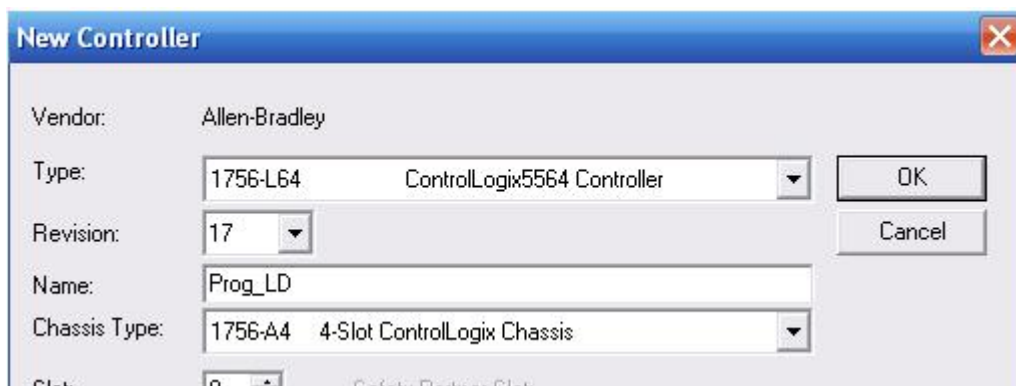 New Controller
Vendor: Allen-Bradley
Type: 1756-L64 ControlLogix5564 Controller OK
Revision: 17 Cancel
Name: Prog_LD
Chassis Type: 1756-A4 4-Slot ControlLogix Chassis